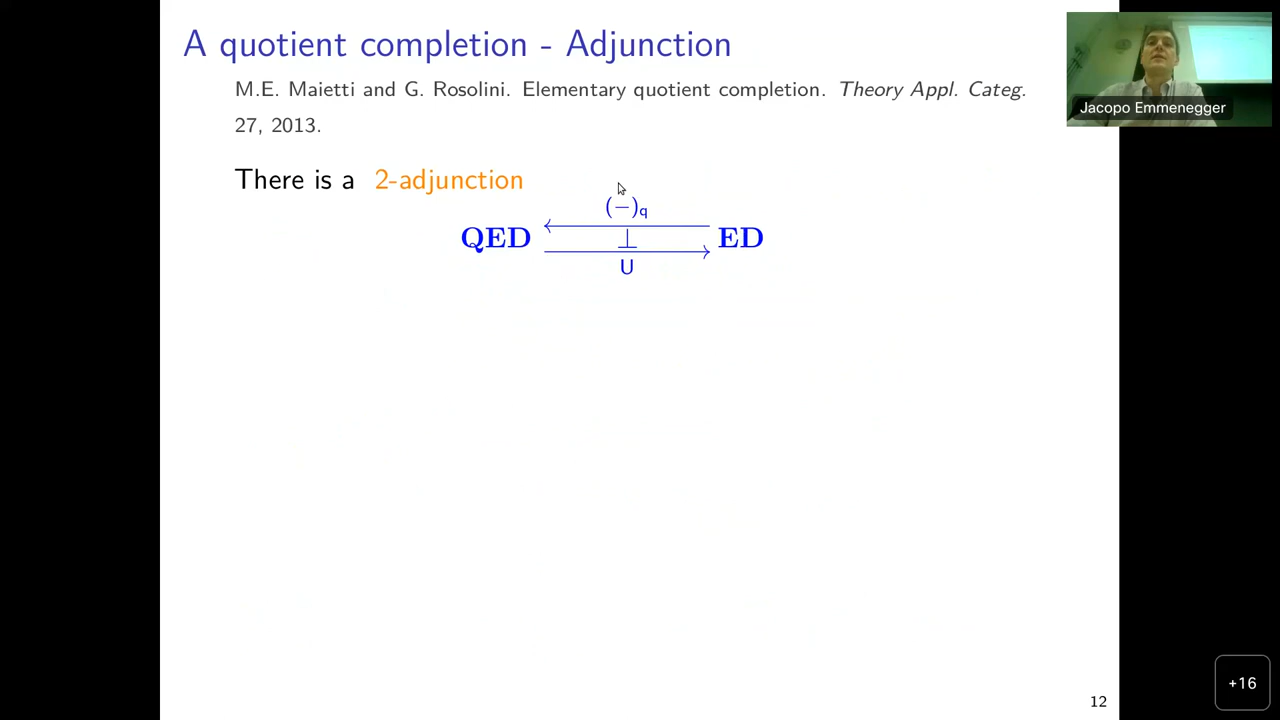 A quotient completion - Adjunction
M.E. Maietti and G. Rosolini. Elementary quotient completion. Theory Appl. Categ.
27, 2013.
Jacopo Emmenegger
There is a 2-adjunction
(−)q
QED ⊥ ED
U
+16
12